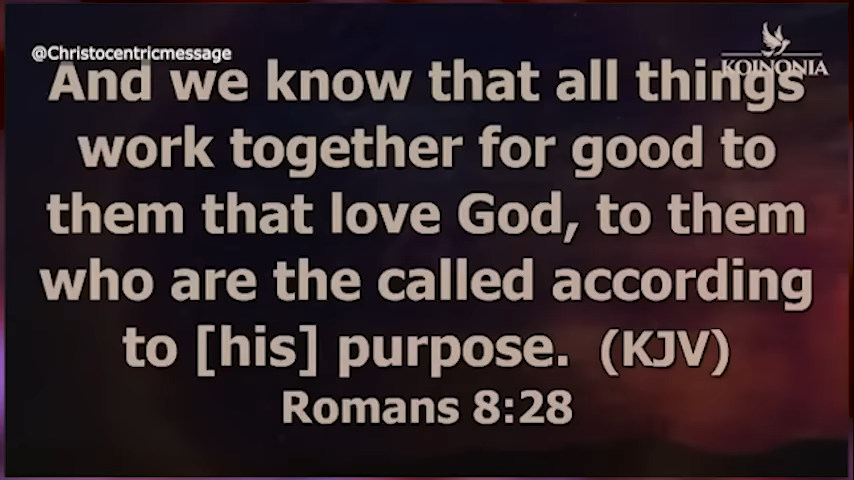 @Christocentricmessage
KOINONIA
And we know that all things
work together for good to
them that love God, to them
who are the called according
to [his] purpose. (KJV)
Romans 8:28